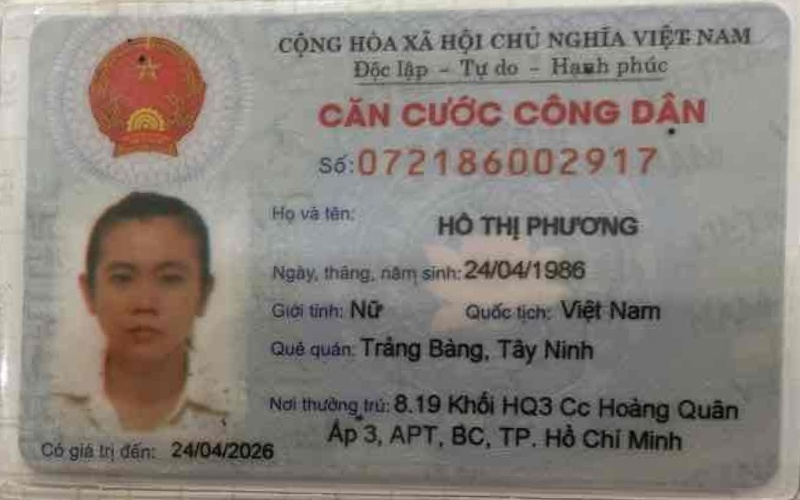 CỘNG HÒA XÃ HỘI CHỦ NGHĨA VIỆT NAM
Độc lập - Tự do - Hạnh phúc
CĂN CƯỚC CÔNG DÂN
Số: 072186002917
Họ và tên: HỒ THỊ PHƯƠNG
Ngày, tháng, năm sinh: 24/04/1986
Giới tính: Nữ Quốc tịch: Việt Nam
Quê quán: Trảng Bàng, Tây Ninh
Nơi thường trú: 8.19 Khối HQ3 Cc Hoàng Quân
Ấp 3, APT, BC, TP. Hồ Chí Minh
Có giá trị đến: 24/04/2026